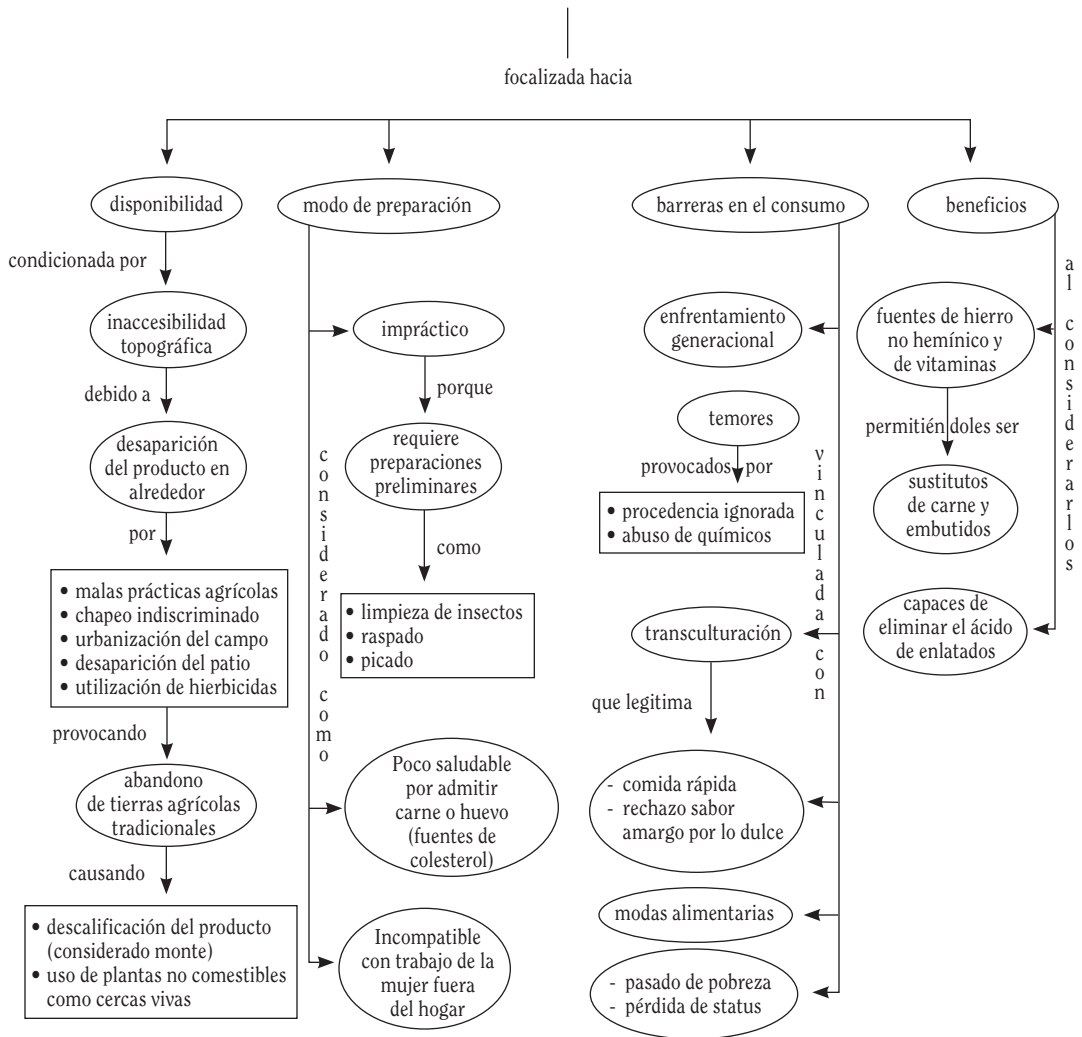 focalizada hacia
disponibilidad
condicionada por
inaccesibilidad
topográfica
debido a
desaparición
del producto en
alrededor
por
• malas prácticas agrícolas
• chapeo indiscriminado
• urbanización del campo
• desaparición del patio
• utilización de hierbicidas
provocando
abandono
de tierras agrícolas
tradicionales
causando
• descalificación del producto
(considerado monte)
• uso de plantas no comestibles
como cercas vivas
modo de preparación
considerado como
impráctico
porque
requiere
preparaciones
preliminares
como
• limpieza de insectos
• raspado
• picado
Poco saludable
por admitir
carne o huevo
(fuentes de
colesterol)
Incompatible
con trabajo de la
mujer fuera
del hogar
barreras en el consumo
vinculada con
enfrentamiento
generacional
temores
provocados por
• procedencia ignorada
• abuso de químicos
transculturación
que legitima
- comida rápida
- rechazo sabor
amargo por lo dulce
modas alimentarias
- pasado de pobreza
- pérdida de status
beneficios
al considerarlos
fuentes de hierro
no hemínico y
de vitaminas
permitién doles ser
sustitutos
de carne y
embutidos
capaces de
eliminar el ácido
de enlatados